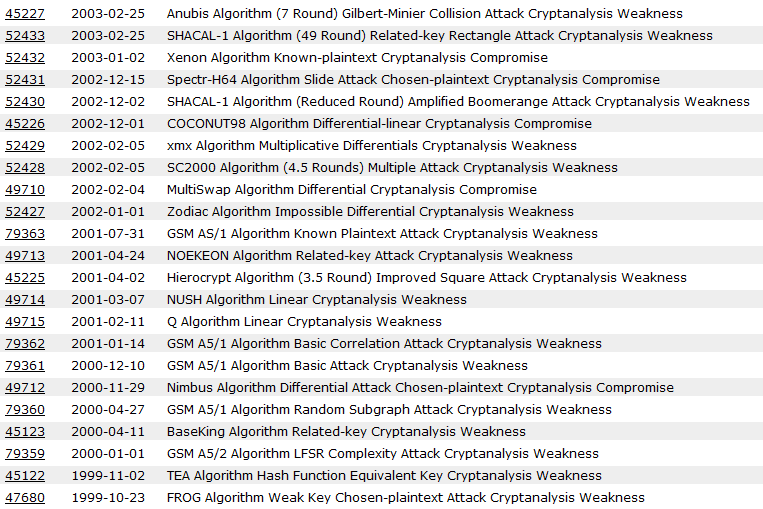 45227 2003-02-25 Anubis Algorithm (7 Round) Gilbert-Minier Collision Attack Cryptanalysis Weakness
52433 2003-02-25 SHACAL-1 Algorithm (49 Round) Related-key Rectangle Attack Cryptanalysis Weakness
52432 2003-01-02 Xenon Algorithm Known-plaintext Cryptanalysis Compromise
52431 2002-12-15 Spectr-H64 Algorithm Slide Attack Chosen-plaintext Cryptanalysis Compromise
52430 2002-12-02 SHACAL-1 Algorithm (Reduced Round) Amplified Boomerange Attack Cryptanalysis Weakness
45226 2002-12-01 COCONUT98 Algorithm Differential-linear Cryptanalysis Compromise
52429 2002-02-05 xmx Algorithm Multiplicative Differentials Cryptanalysis Weakness
52428 2002-02-05 SC2000 Algorithm (4.5 Rounds) Multiple Attack Cryptanalysis Weakness
49710 2002-02-04 MultiSwap Algorithm Differential Cryptanalysis Compromise
52427 2002-01-01 Zodiac Algorithm Impossible Differential Cryptanalysis Weakness
79363 2001-07-31 GSM AS/1 Algorithm Known Plaintext Attack Cryptanalysis Weakness
49713 2001-04-24 NOEKEON Algorithm Related-key Attack Cryptanalysis Weakness
45225 2001-04-02 Hierocrypt Algorithm (3.5 Round) Improved Square Attack Cryptanalysis Weakness
49714 2001-03-07 NUSH Algorithm Linear Cryptanalysis Weakness
49715 2001-02-11 Q Algorithm Linear Cryptanalysis Weakness
79362 2001-01-14 GSM A5/1 Algorithm Basic Correlation Attack Cryptanalysis Weakness
79361 2000-12-10 GSM A5/1 Algorithm Basic Attack Cryptanalysis Weakness
49712 2000-11-29 Nimbus Algorithm Differential Attack Chosen-plaintext Cryptanalysis Compromise
79360 2000-04-27 GSM A5/1 Algorithm Random Subgraph Attack Cryptanalysis Weakness
45123 2000-04-11 BaseKing Algorithm Related-key Cryptanalysis Weakness
79359 2000-01-01 GSM A5/2 Algorithm LFSR Complexity Attack Cryptanalysis Weakness
45122 1999-11-02 TEA Algorithm Hash Function Equivalent Key Cryptanalysis Weakness
47680 1999-10-23 FROG Algorithm Weak Key Chosen-plaintext Attack Cryptanalysis Weakness